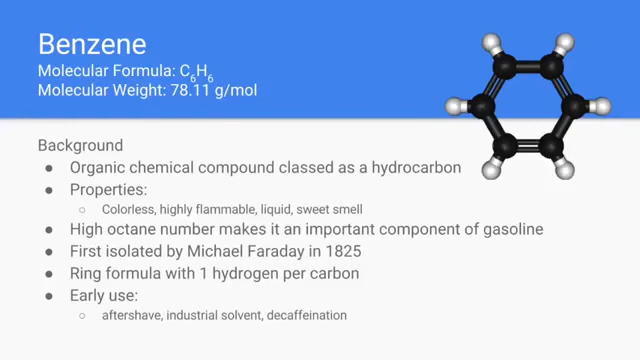 Benzene
Molecular Formula: C6H6
Molecular Weight: 78.11 g/mol
Background
● Organic chemical compound classed as a hydrocarbon
● Properties:
○ Colorless, highly flammable, liquid, sweet smell
● High octane number makes it an important component of gasoline
● First isolated by Michael Faraday in 1825
● Ring formula with 1 hydrogen per carbon
● Early use:
○ aftershave, industrial solvent, decaffeination